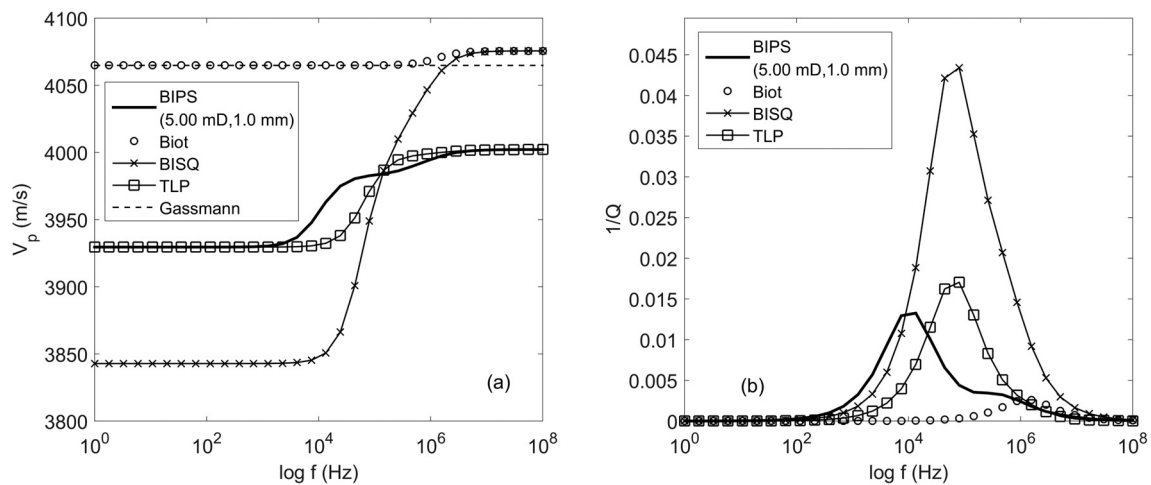 4100
4050
4000
3950
3900
3850
3800
V_p (m/s)
10^0
10^2
10^4
10^6
10^8
log f (Hz)
BIPS
(5.00 mD,1.0 mm)
Biot
BISQ
TLP
Gassmann
(a)
0.045
0.04
0.035
0.03
0.025
0.02
0.015
0.01
0.005
0
1/Q
10^0
10^2
10^4
10^6
10^8
log f (Hz)
BIPS
(5.00 mD,1.0 mm)
Biot
BISQ
TLP
(b)